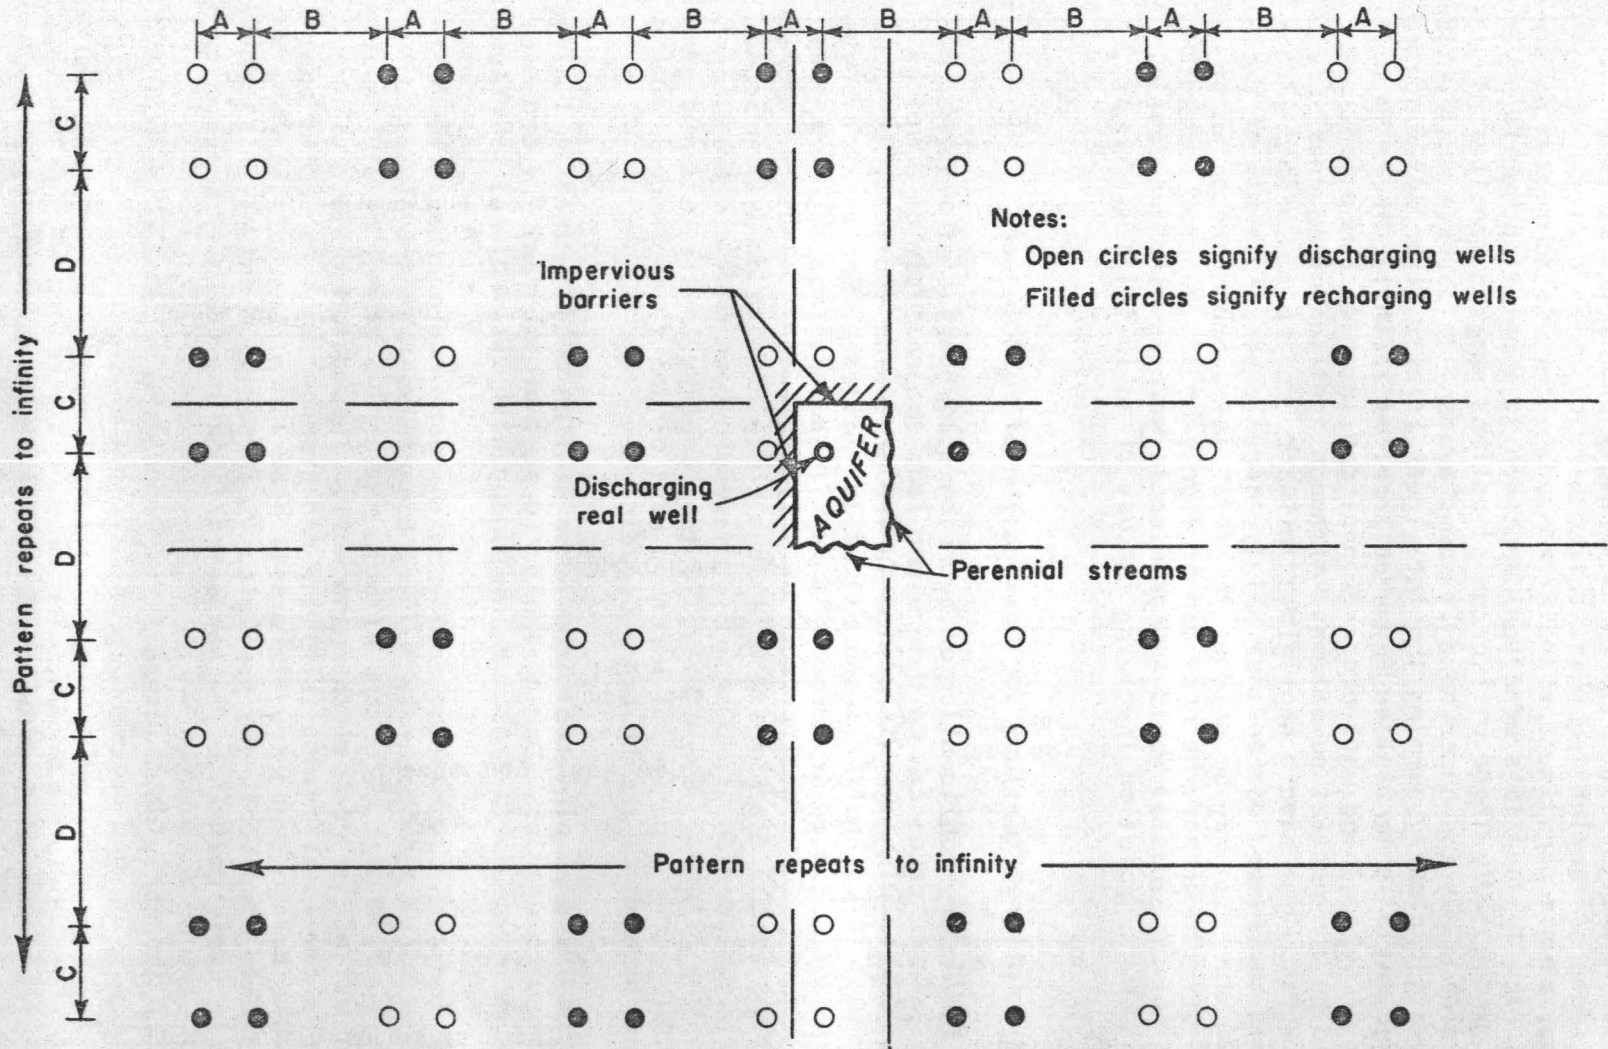 A B A B A B A B A B A B A
C
D
C
D
C
D
C
Pattern repeats to infinity
Notes:
Open circles signify discharging wells
Filled circles signify recharging wells
Impervious
barriers
AQUIFER
Discharging
real well
Perennial streams
Pattern repeats to infinity